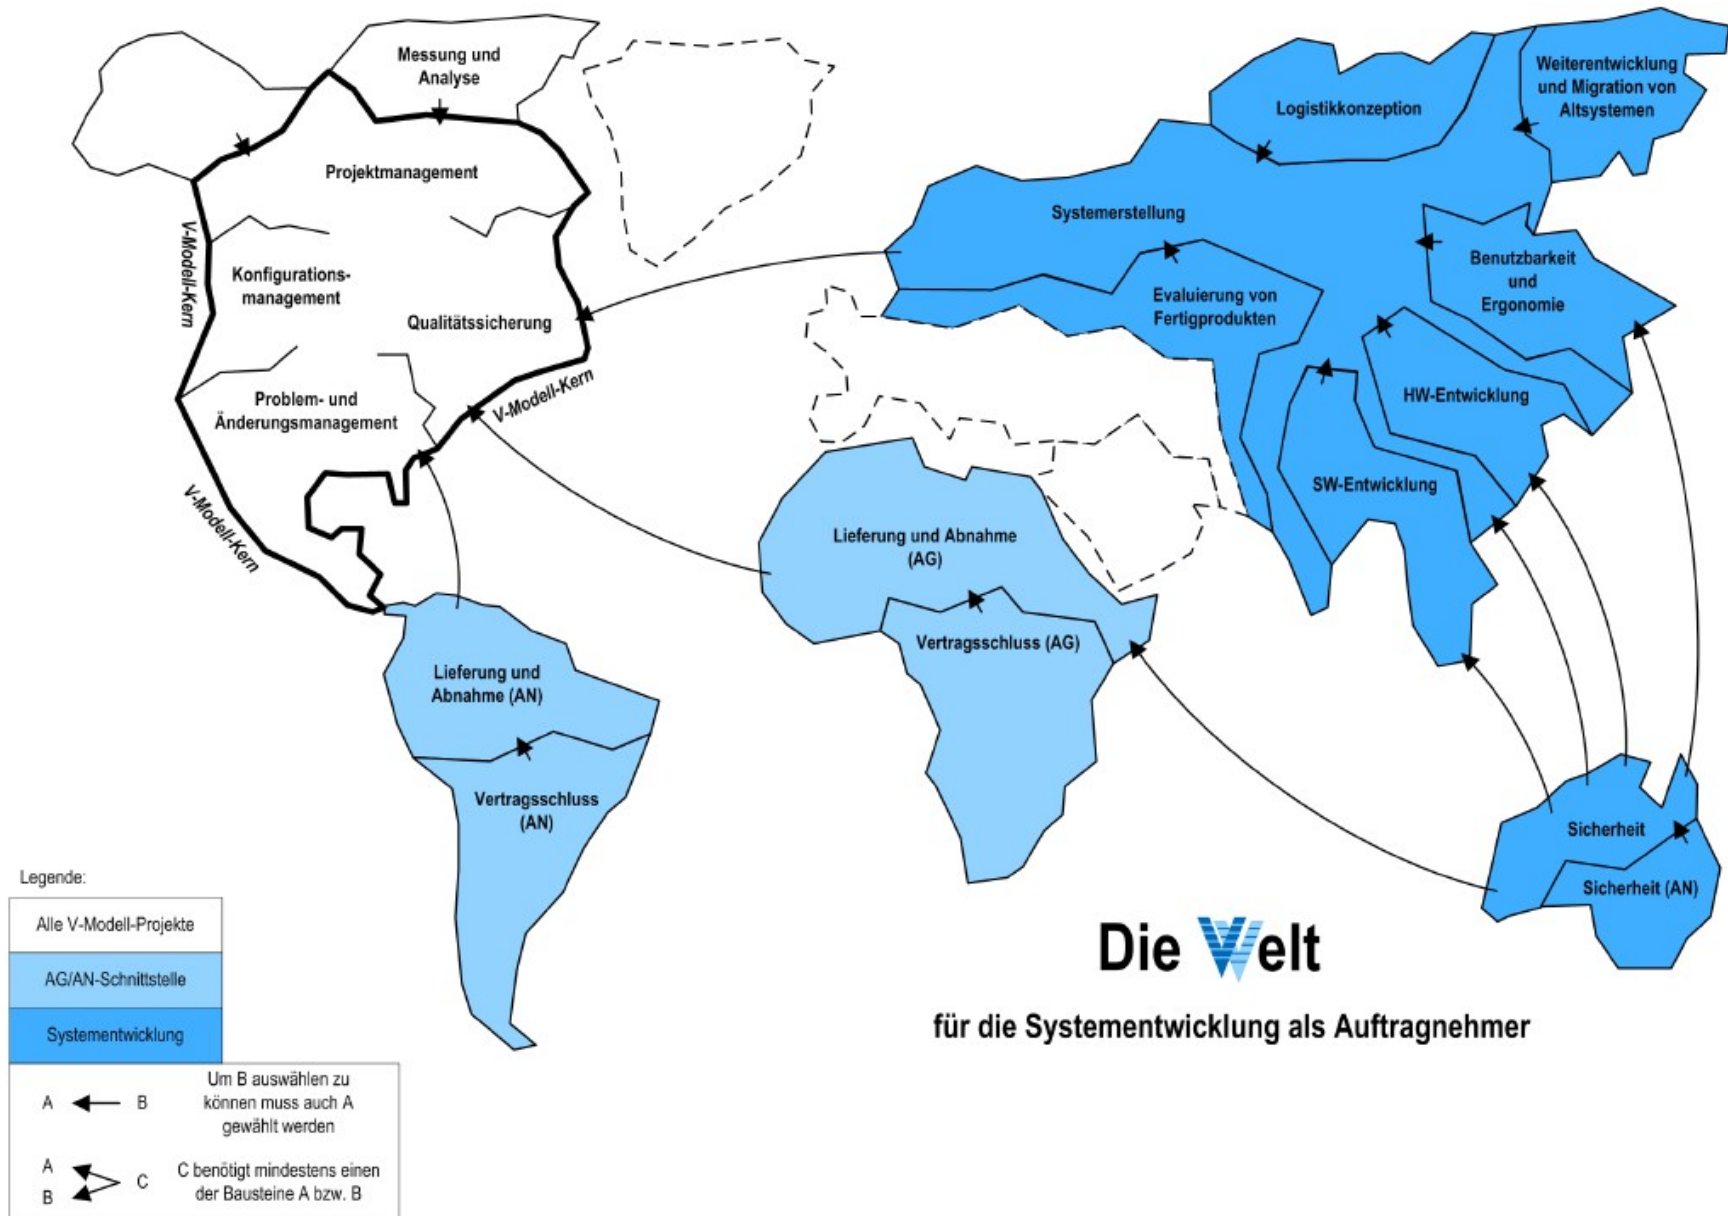 Messung und
Analyse
Projektmanagement
V-Modell-Kern
Konfigurations-
management
Qualitätssicherung
Problem- und
Änderungsmanagement
V-Modell-Kern
V-Modell-Kern
Lieferung und
Abnahme (AN)
Vertragsschluss
(AN)
Lieferung und Abnahme
(AG)
Vertragsschluss (AG)
Logistikkonzeption
Weiterentwicklung
und Migration von
Altsystemen
Systemerstellung
Benutzbarkeit
und
Ergonomie
Evaluierung von
Fertigprodukten
HW-Entwicklung
SW-Entwicklung
Sicherheit
Sicherheit (AN)
Die Welt
für die Systementwicklung als Auftragnehmer
Legende:
Alle V-Modell-Projekte
AG/AN-Schnittstelle
Systementwicklung
A B
Um B auswählen zu
können muss auch A
gewählt werden
A
B
C
C benötigt mindestens einen
der Bausteine A bzw. B